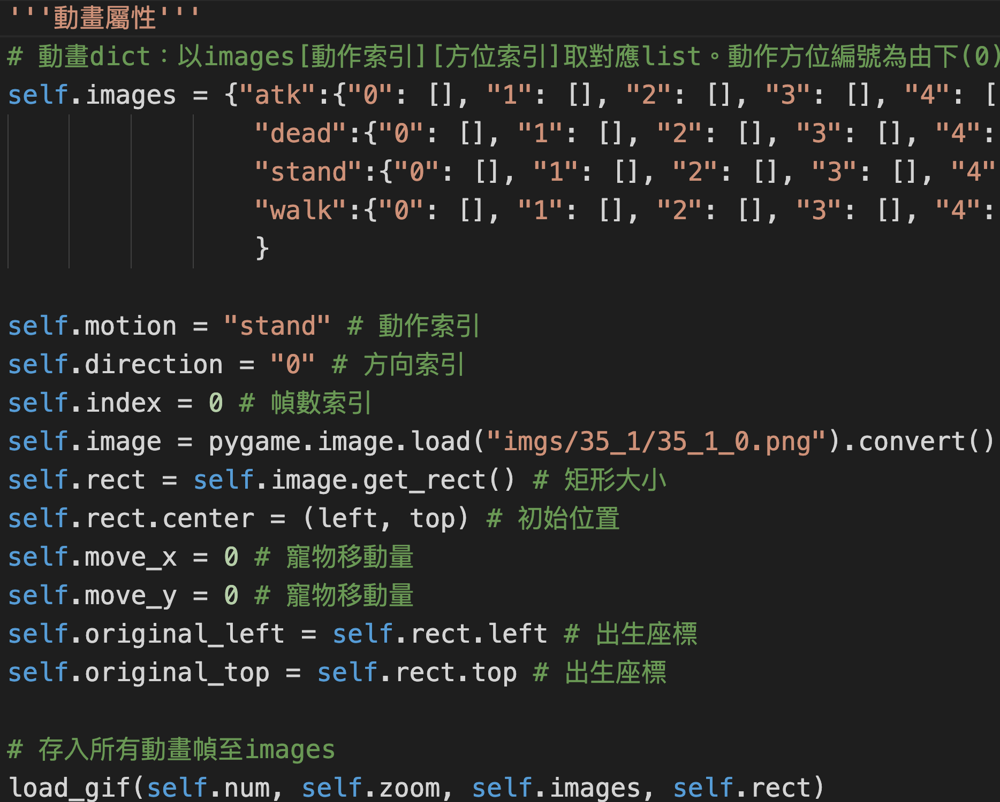 '''動畫屬性'''
# 動畫dict：以images[動作索引][方位索引]取對應list。動作方位編號為由下(0)
self.images = {"atk":{"0": [], "1": [], "2": [], "3": [], "4": [
"dead":{"0": [], "1": [], "2": [], "3": [], "4":
"stand":{"0": [], "1": [], "2": [], "3": [], "4"
"walk":{"0": [], "1": [], "2": [], "3": [], "4":
}
self.motion = "stand" # 動作索引
self.direction = "0" # 方向索引
self.index = 0 # 幀數索引
self.image = pygame.image.load("imgs/35_1/35_1_0.png").convert()
self.rect = self.image.get_rect() # 矩形大小
self.rect.center = (left, top) # 初始位置
self.move_x = 0 # 寵物移動量
self.move_y = 0 # 寵物移動量
self.original_left = self.rect.left # 出生座標
self.original_top = self.rect.top # 出生座標
# 存入所有動畫幀至images
load_gif(self.num, self.zoom, self.images, self.rect)